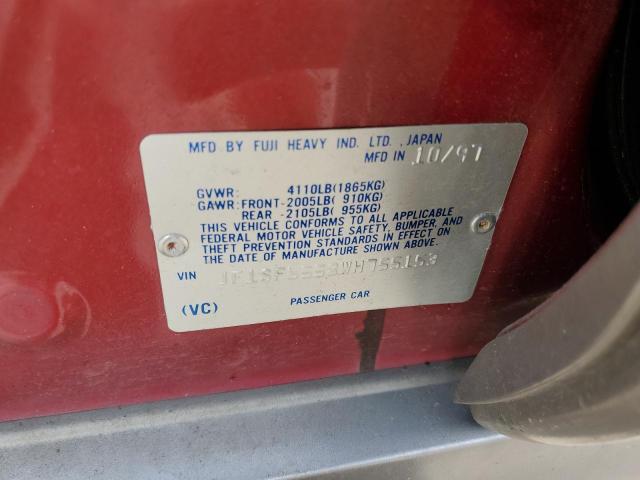 MFD BY FUJI HEAVY IND. LTD., JAPAN
MFD IN 10/97
GVWR: 4110LB(1865KG)
GAWR:FRONT-2005LB( 910KG)
REAR -2105LB( 955KG)
THIS VEHICLE CONFORMS TO ALL APPLICABLE
FEDERAL MOTOR VEHICLE SAFETY, BUMPER, AND
THEFT PREVENTION STANDARDS IN EFFECT ON
THE DATE OF MANUFACTURE SHOWN ABOVE.
VIN
(VC) PASSENGER CAR